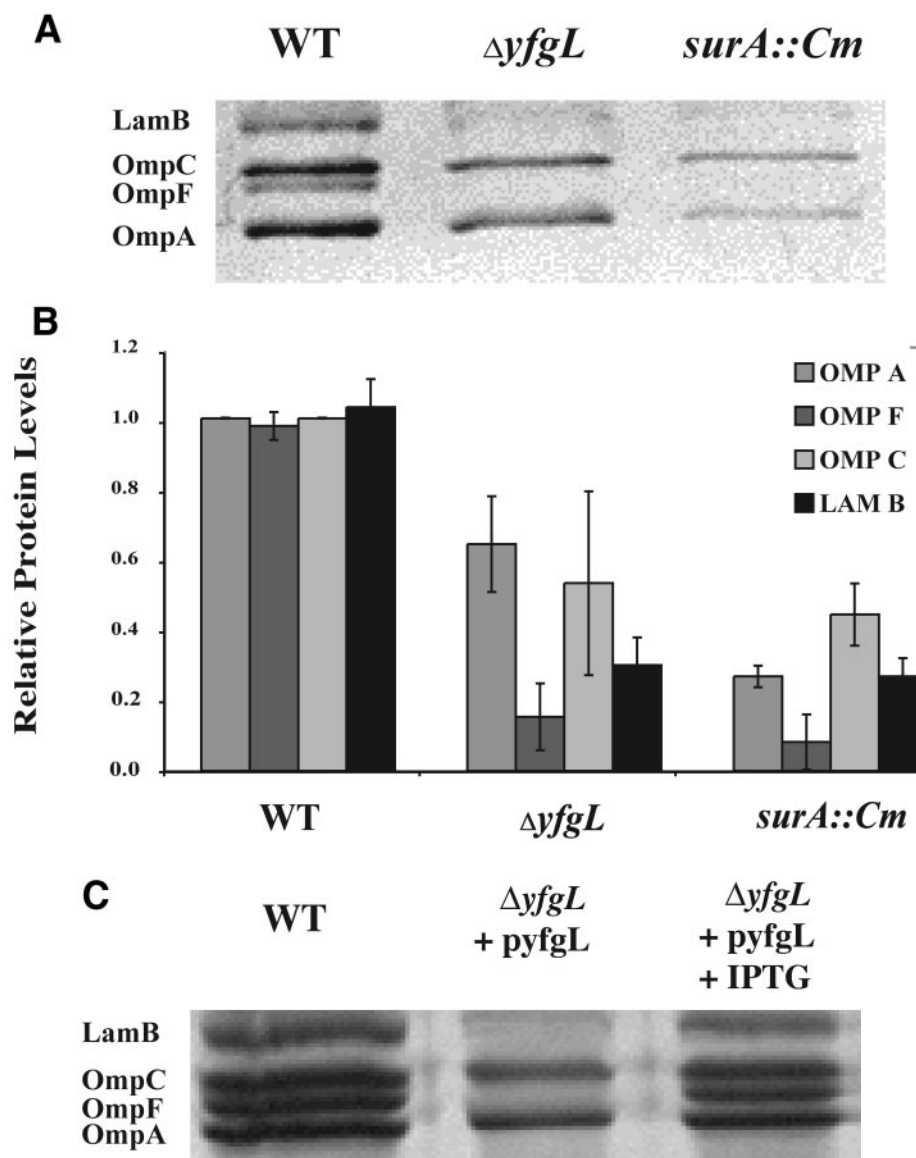 A
WT ΔyfgL surA::Cm
LamB
OmpC
OmpF
OmpA
B
Relative Protein Levels
1.2
1.0
0.8
0.6
0.4
0.2
0.0
OMP A
OMP F
OMP C
LAM B
WT ΔyfgL surA::Cm
C
WT
ΔyfgL
+ pyfgL
ΔyfgL
+ pyfgL
+ IPTG
LamB
OmpC
OmpF
OmpA